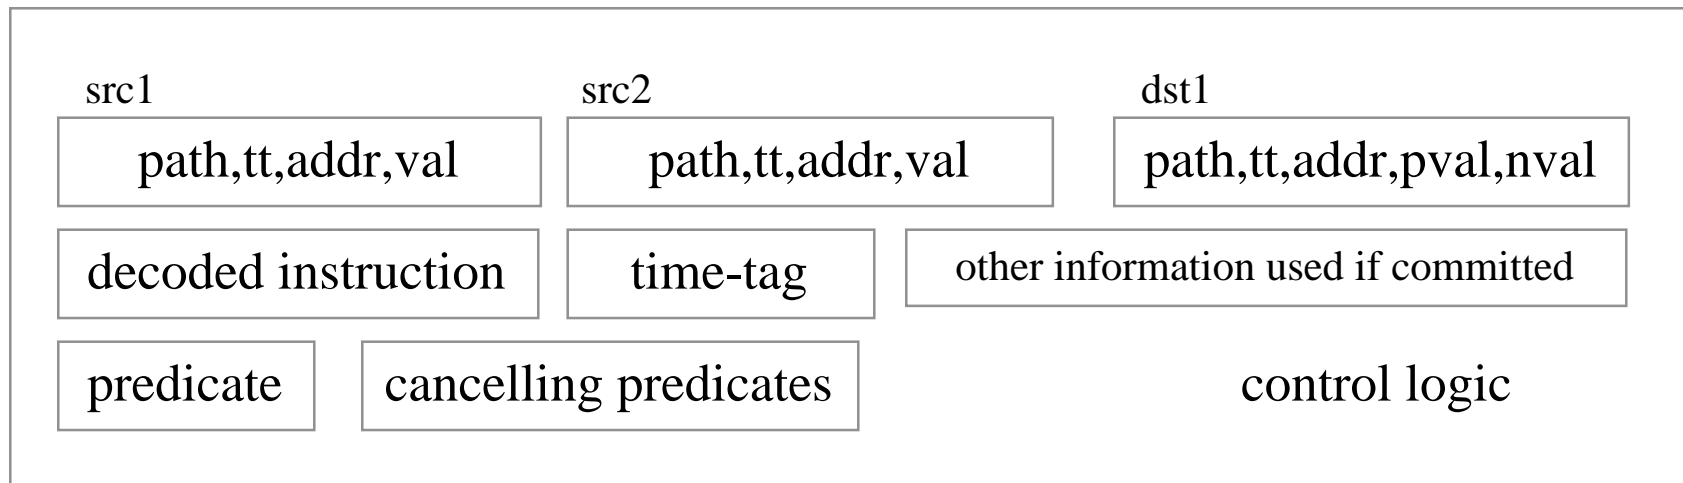 src1 src2 dst1
path,tt,addr,val path,tt,addr,val path,tt,addr,pval,nval
decoded instruction time-tag other information used if committed
predicate cancelling predicates control logic